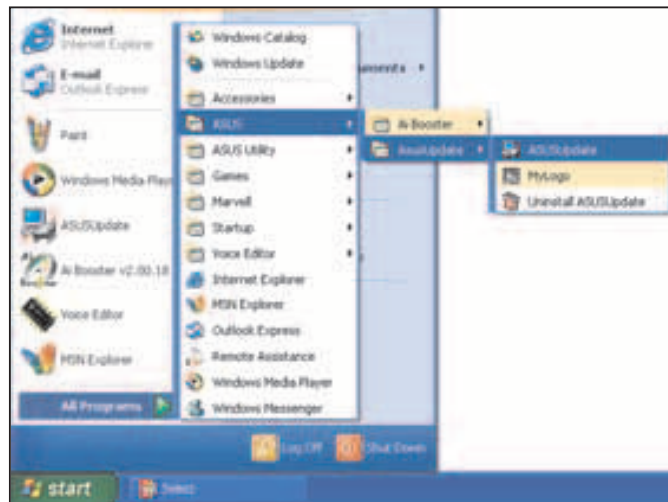 Internet
Internet Explorer
E-mail
Outlook Express
Paint
Windows Media Play
ASUSUpdate
Ai Booster v2.00.18
Voice Editor
MSN Explorer
All Programs
Windows Catalog
Windows Update
Accessories
ASUS
ASUS Utility
Games
Marvell
Startup
Voice Editor
Internet Explorer
MSN Explorer
Outlook Express
Remote Assistance
Windows Media Player
Windows Messenger
uments
Ai Booster
AsusUpdate
ASUSUpdate
MyLogo
Uninstall ASUSUpdate
Log Off
Shut Down
start